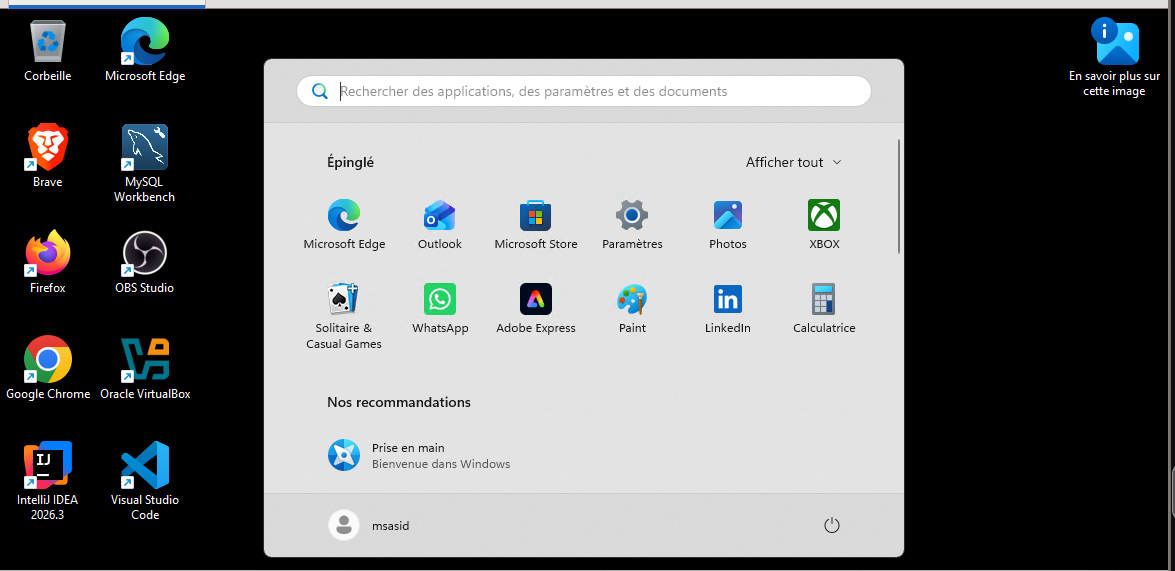 Corbeille
Microsoft Edge
En savoir plus sur
cette image
Brave
MySQL
Workbench
Firefox
OBS Studio
Google Chrome
Oracle VirtualBox
IJ
IntelliJ IDEA
2026.3
Visual Studio
Code
Rechercher des applications, des paramètres et des documents
Épinglé
Afficher tout
Microsoft Edge
Outlook
Microsoft Store
Paramètres
Photos
XBOX
Solitaire &
Casual Games
WhatsApp
Adobe Express
Paint
in
LinkedIn
Calculatrice
Nos recommandations
Prise en main
Bienvenue dans Windows
msasid